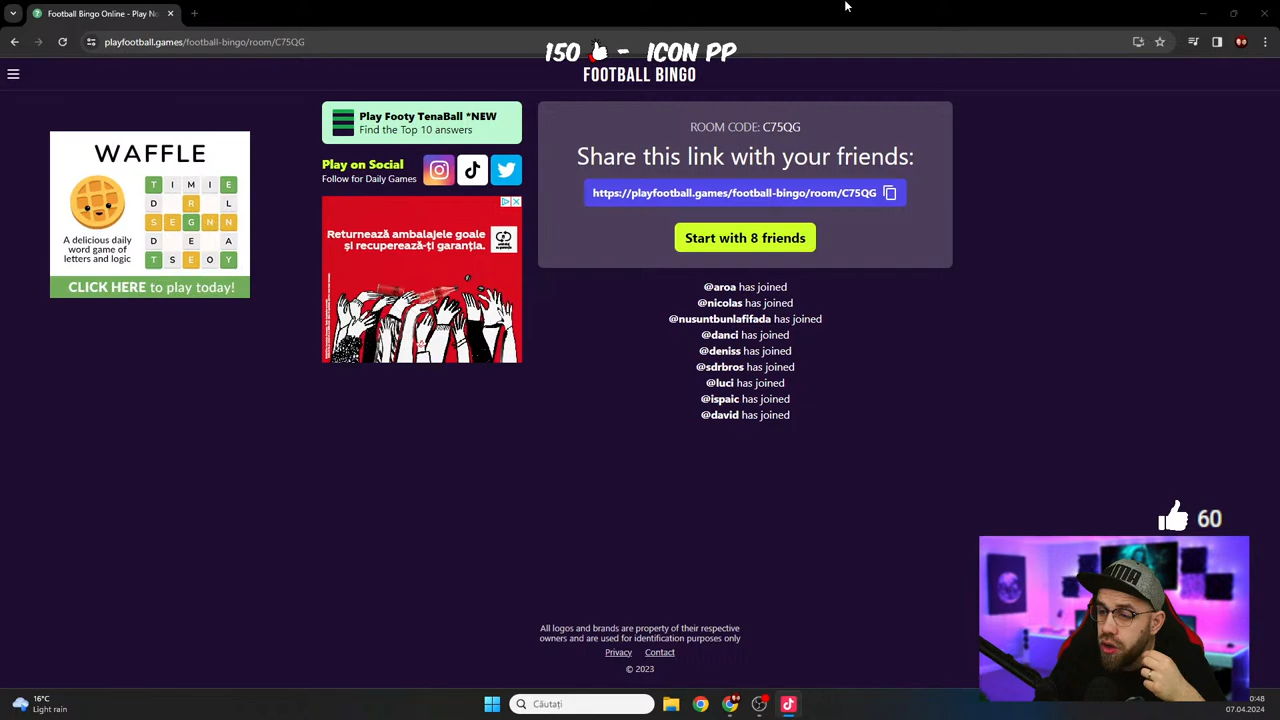 Football Bingo Online - Play No
playfootball.games/football-bingo/room/C75QG
150 - ICON PP
FOOTBALL BINGO
WAFFLE
T I M I E
D R L
S E G N N
D E A
T S E O Y
A delicious daily
word game of
letters and logic
CLICK HERE to play today!
Play Footy TenaBall *NEW
Find the Top 10 answers
Play on Social
Follow for Daily Games
Returnează ambalajele goale
și recuperează-ți garanția.
ROOM CODE: C75QG
Share this link with your friends:
https://playfootball.games/football-bingo/room/C75QG
Start with 8 friends
@aroa has joined
@nicolas has joined
@nusuntbunlafifada has joined
@danci has joined
@deniss has joined
@sdrbros has joined
@luci has joined
@ispaic has joined
@david has joined
60
All logos and brands are property of their respective
owners and are used for identification purposes only
Privacy Contact
© 2023
16°C
Light rain
Căutați
0:48
07.04.2024